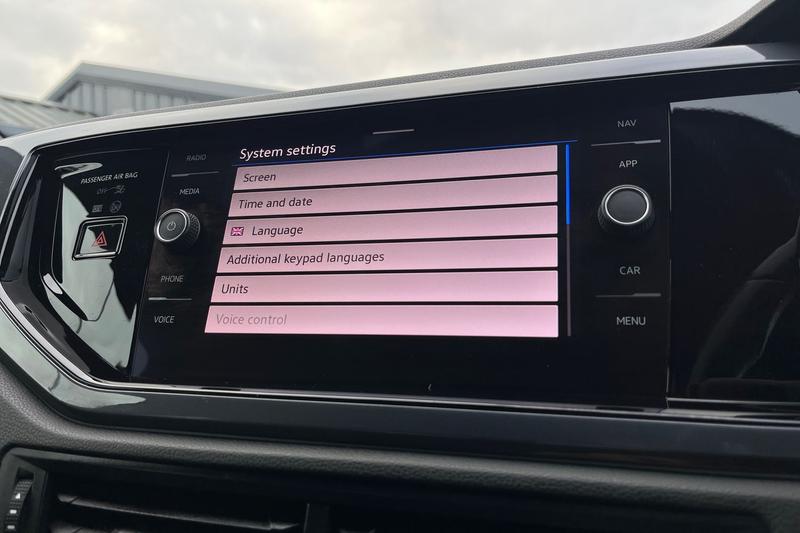 PASSENGER AIR BAG
OFF
RADIO
MEDIA
PHONE
VOICE
System settings
Screen
Time and date
Language
Additional keypad languages
Units
Voice control
NAV
APP
CAR
MENU